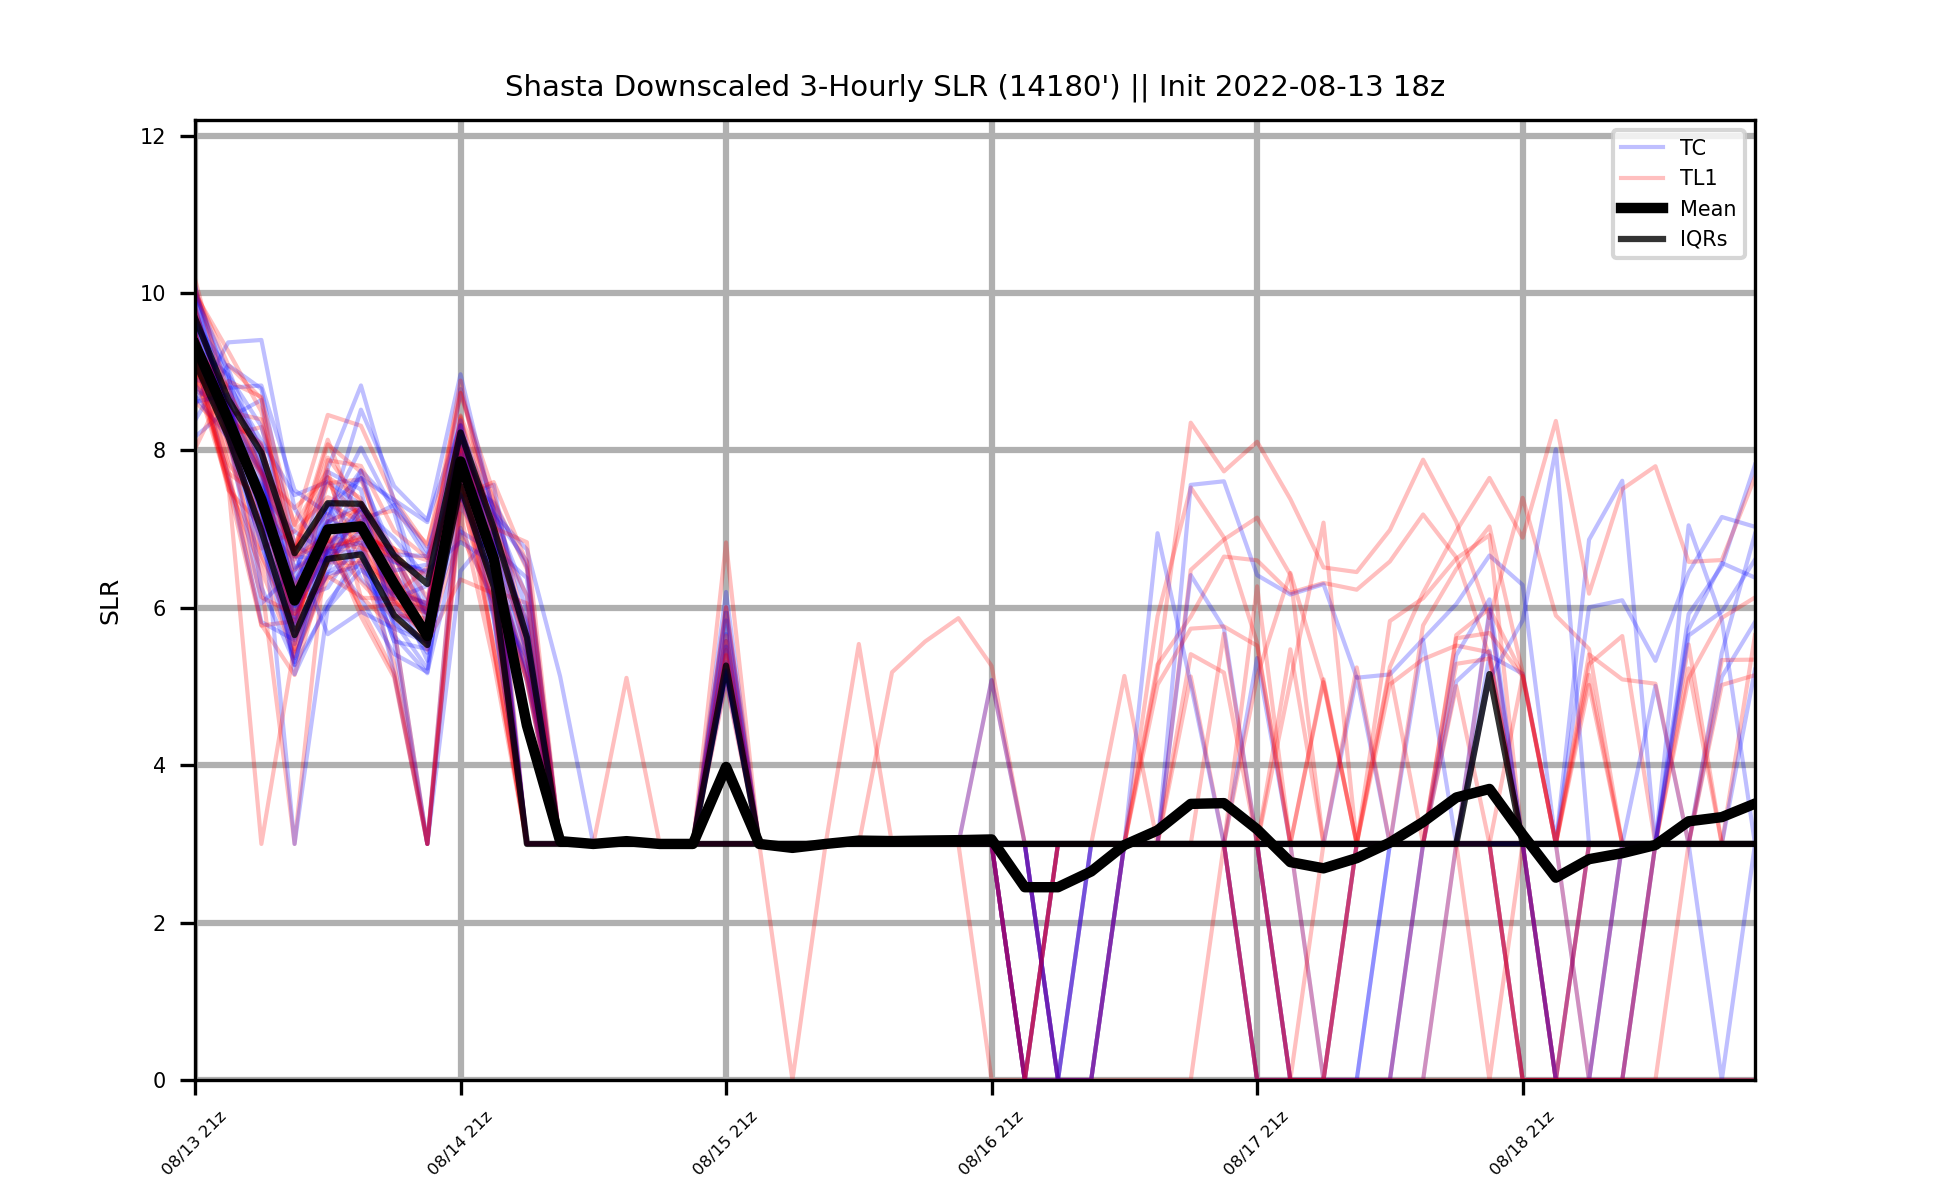 Shasta Downscaled 3-Hourly SLR (14180') || Init 2022-08-13 18z
12
10
8
6
4
2
0
SLR
TC
TL1
Mean
IQRs
08/13 21z
08/14 21z
08/15 21z
08/16 21z
08/17 21z
08/18 21z